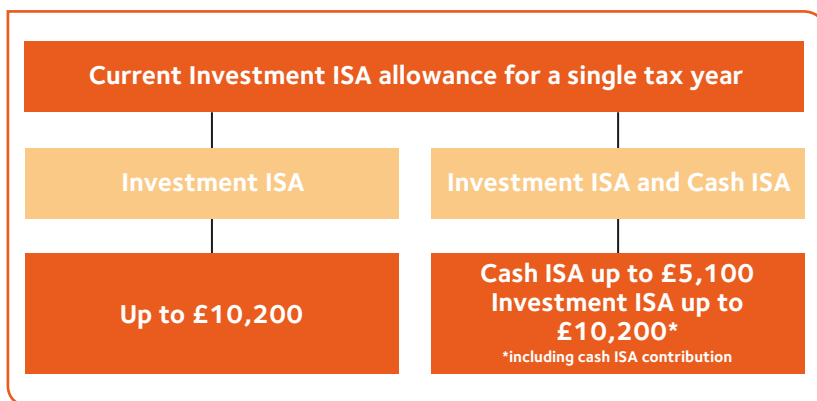 Current Investment ISA allowance for a single tax year
Investment ISA
Investment ISA and Cash ISA
Up to £10,200
Cash ISA up to £5,100
Investment ISA up to
£10,200*
*including cash ISA contribution